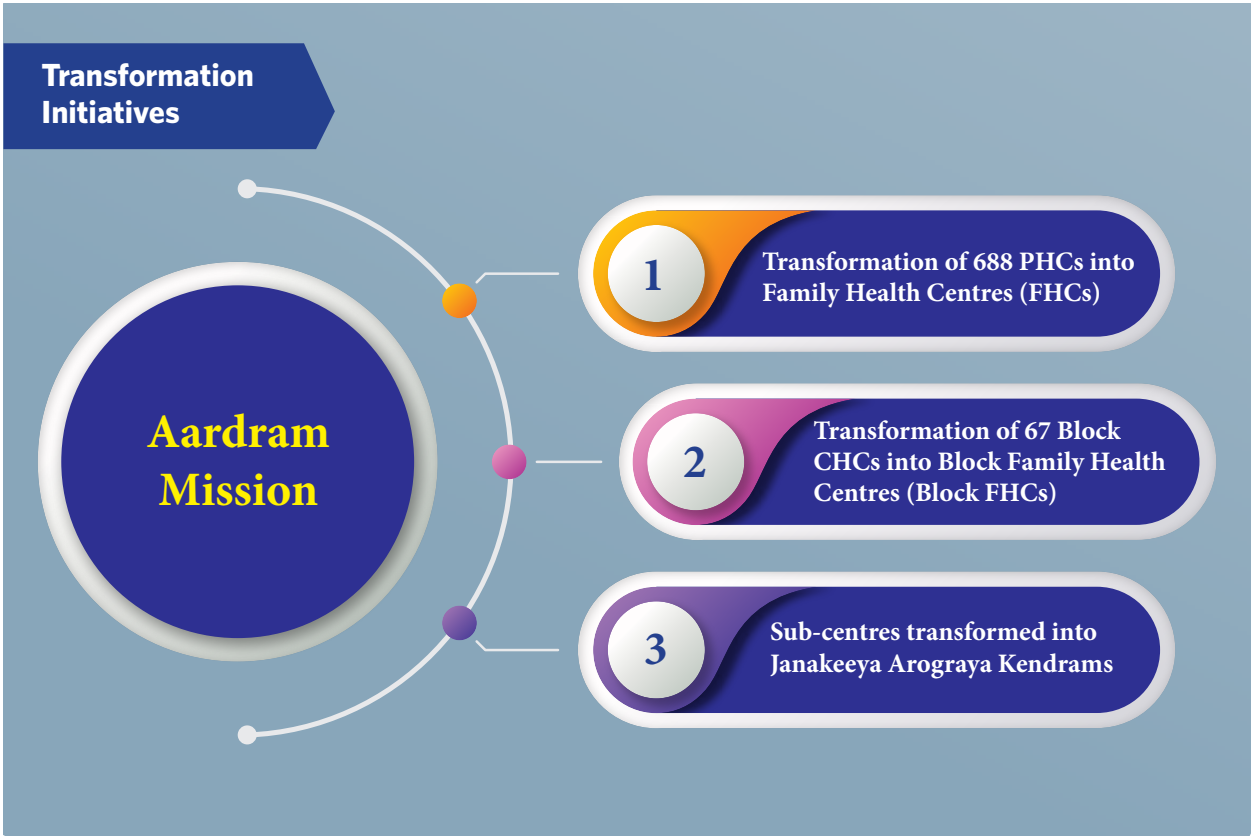 Transformation
Initiatives
Aardram
Mission
1
Transformation of 688 PHCs into
Family Health Centres (FHCs)
2
Transformation of 67 Block
CHCs into Block Family Health
Centres (Block FHCs)
3
Sub-centres transformed into
Janakeeya Arograya Kendrams